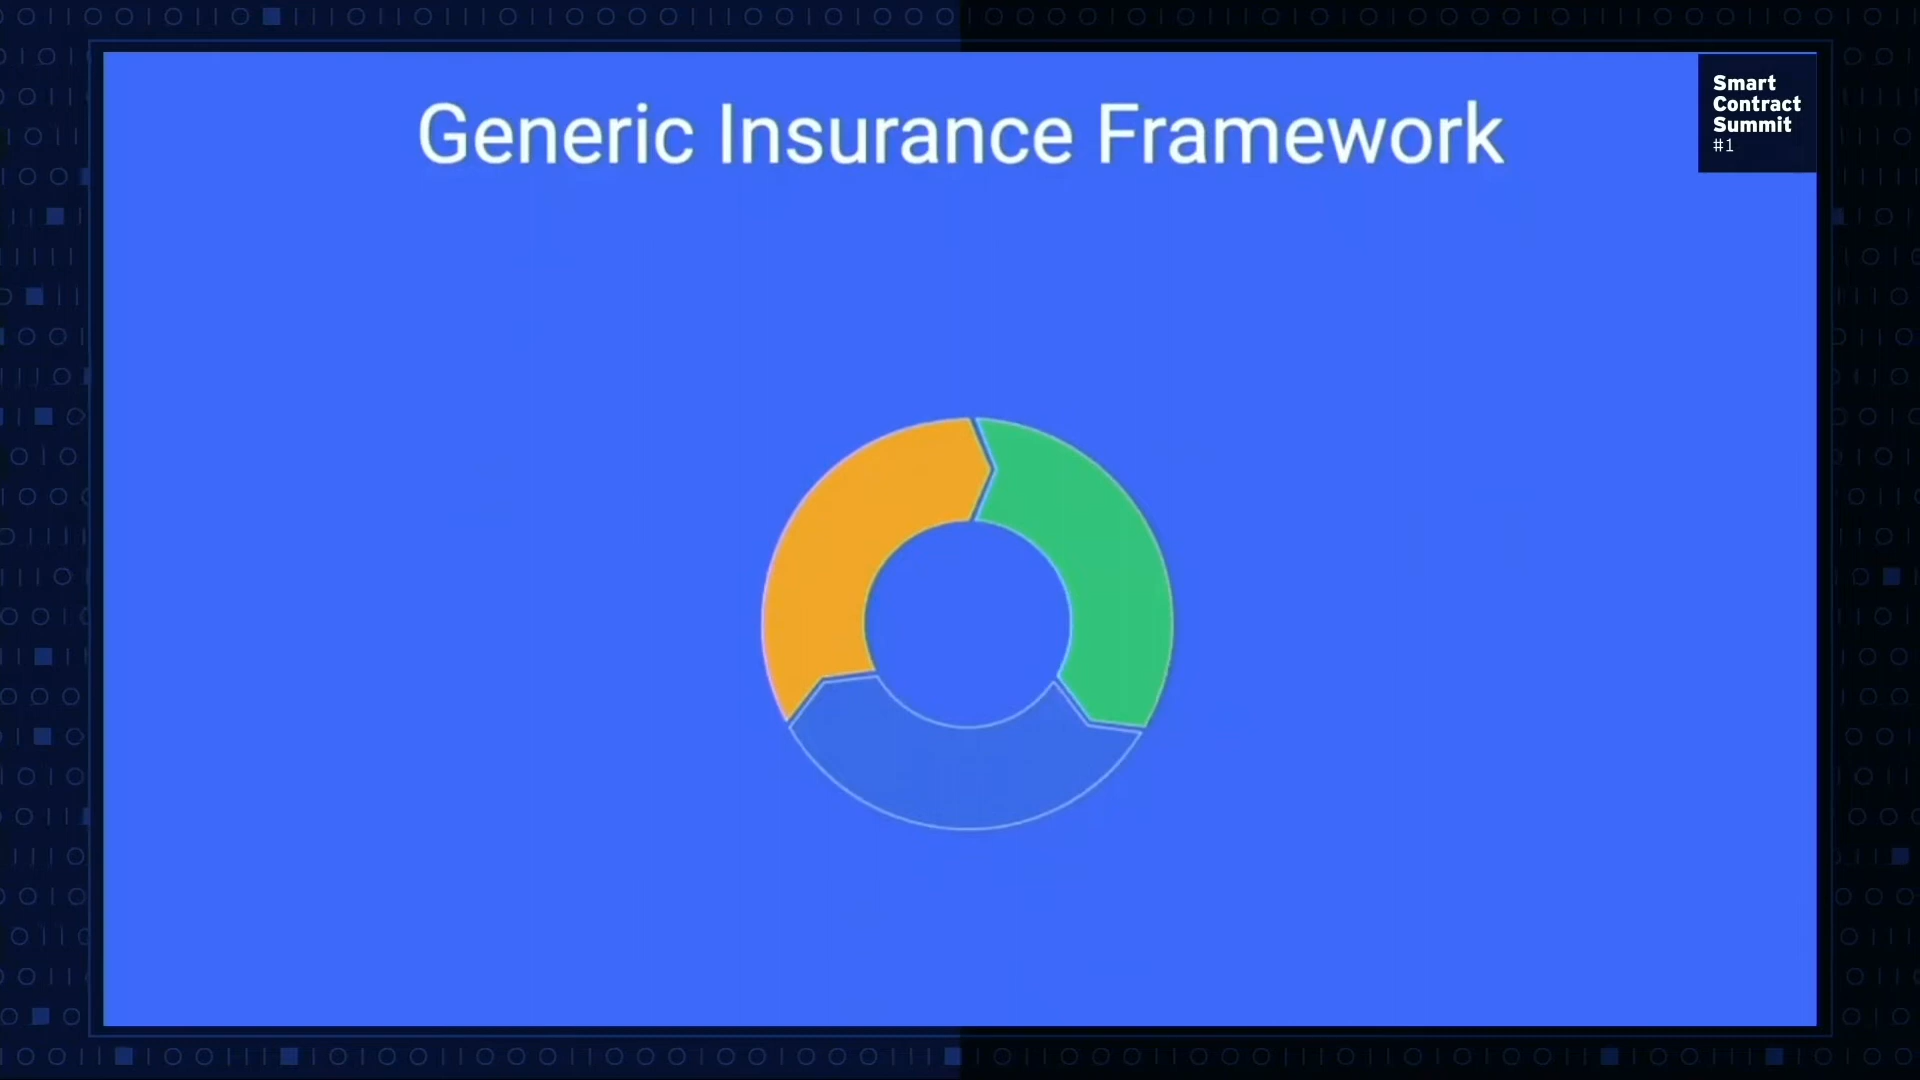 Generic Insurance Framework
Smart
Contract
Summit
#1